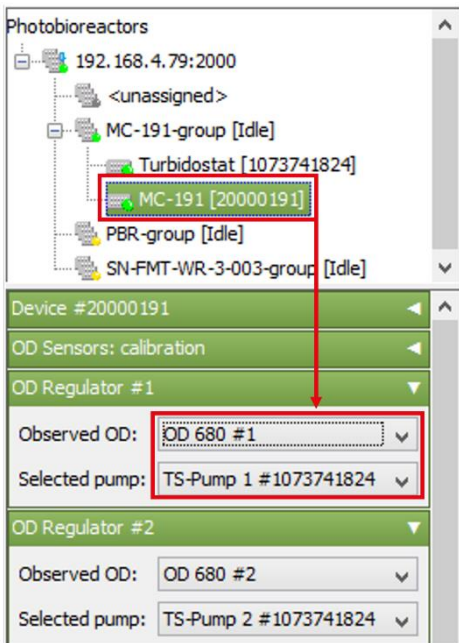 Photobioreactors
192.168.4.79:2000
<unassigned>
MC-191-group [Idle]
Turbidostat [1073741824]
MC-191 [20000191]
PBR-group [Idle]
SN-FMT-WR-3-003-group [Idle]
Device #20000191
OD Sensors: calibration
OD Regulator #1
Observed OD: OD 680 #1
Selected pump: TS-Pump 1 #1073741824
OD Regulator #2
Observed OD: OD 680 #2
Selected pump: TS-Pump 2 #1073741824